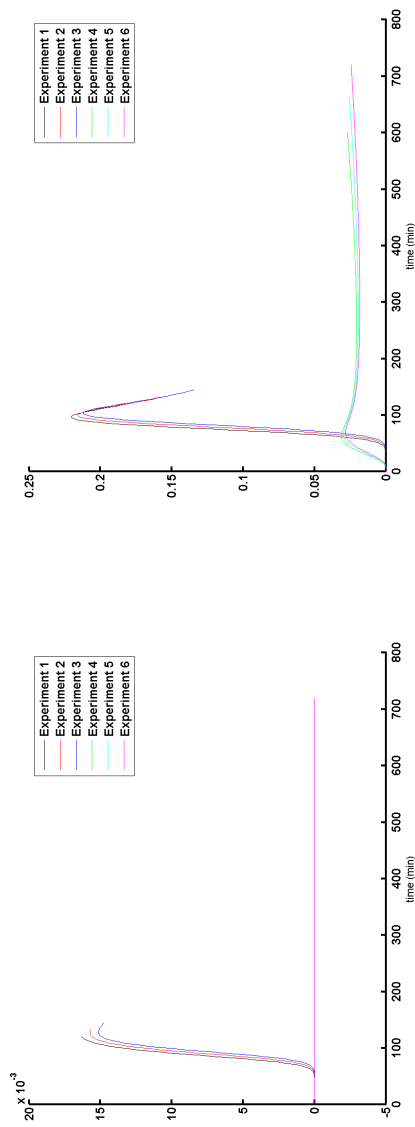 x 10⁻³
20
15
10
5
0
-5
0
100
200
300
400
500
600
700
800
time (min)
Experiment 1
Experiment 2
Experiment 3
Experiment 4
Experiment 5
Experiment 6
0.25
0.2
0.15
0.1
0.05
0
0
100
200
300
400
500
600
700
800
time (min)
Experiment 1
Experiment 2
Experiment 3
Experiment 4
Experiment 5
Experiment 6